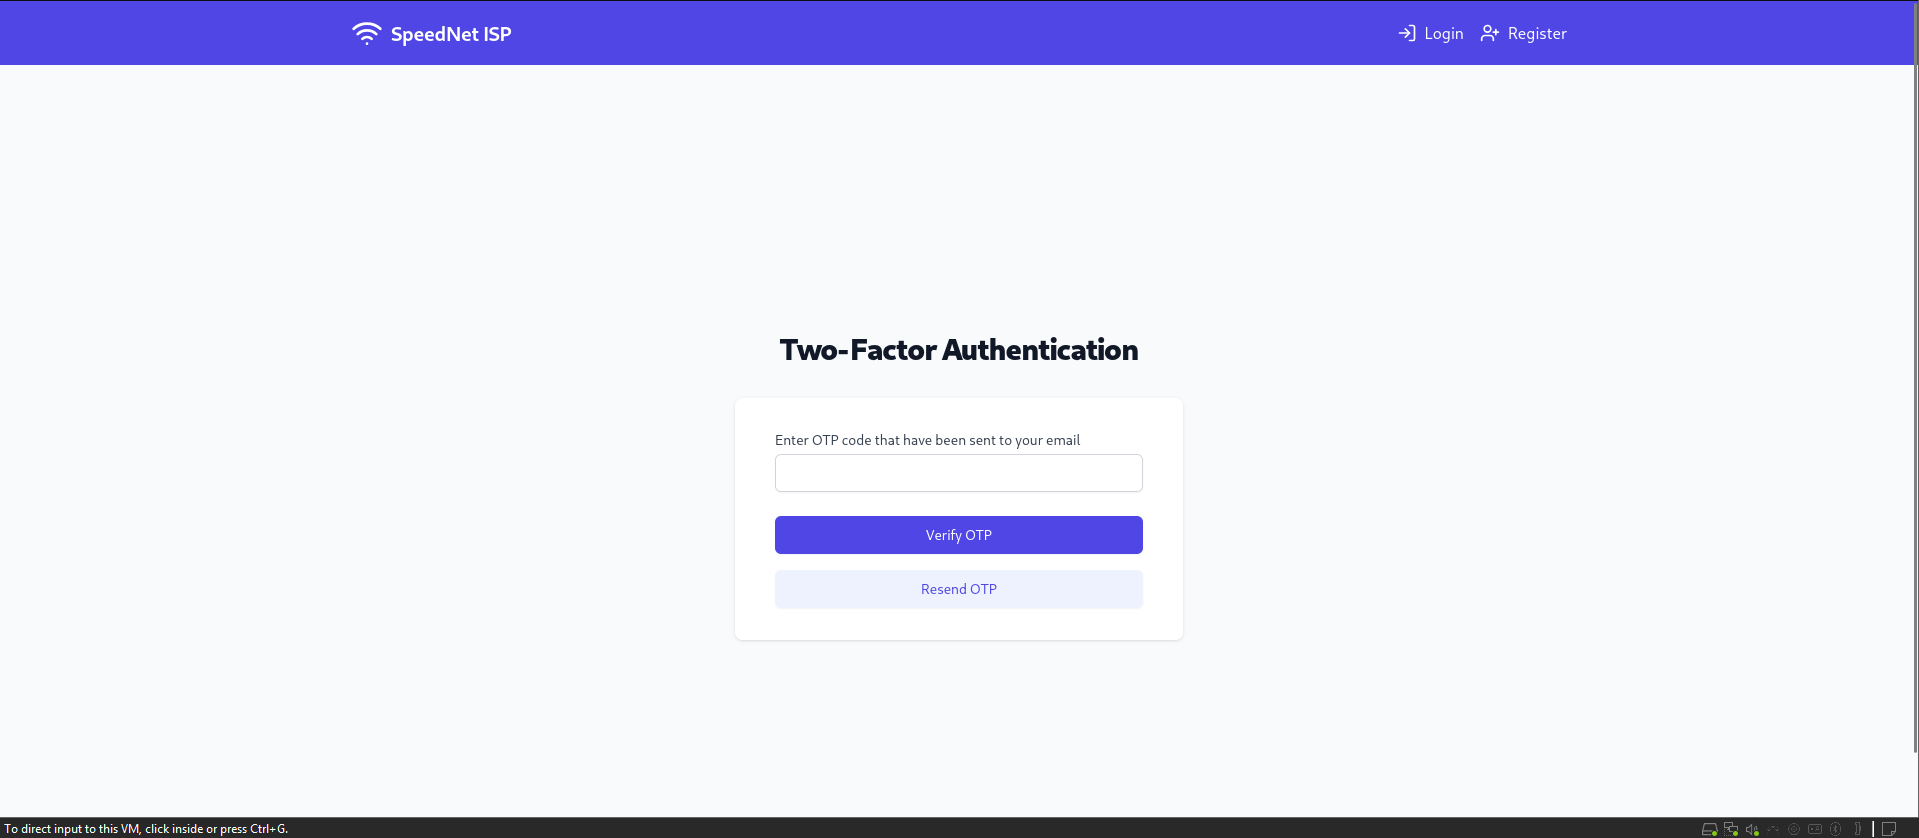 SpeedNet ISP
Login
Register
Two-Factor Authentication
Enter OTP code that have been sent to your email
Verify OTP
Resend OTP
To direct input to this VM, click inside or press Ctrl+G.